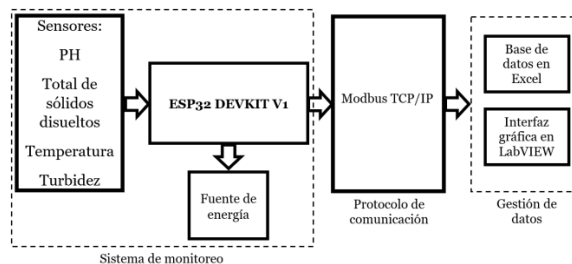 Sensores:
PH
Total de
sólidos
disueltos
Temperatura
Turbidez
ESP32 DEVKIT V1
Fuente de
energía
Sistema de monitoreo
Modbus TCP/IP
Protocolo de
comunicación
Base de
datos en
Excel
Interfaz
gráfica en
LabVIEW
Gestión de
datos